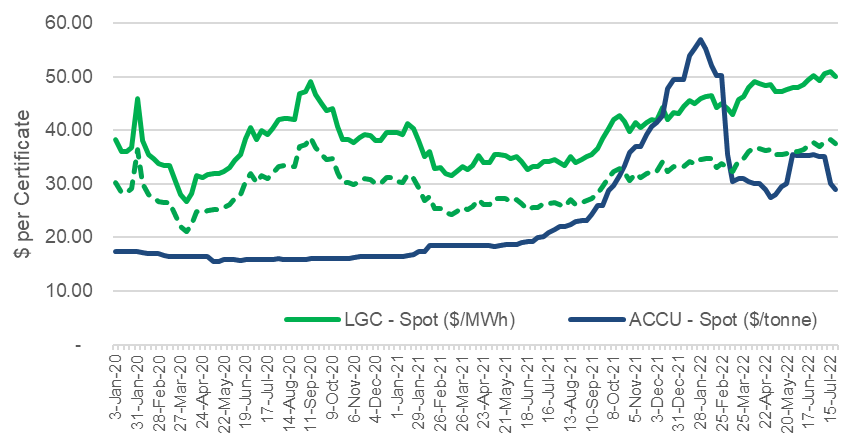 $ per Certificate
60.00
50.00
40.00
30.00
20.00
10.00
-
LGC - Spot ($/MWh)
ACCU - Spot ($/tonne)
3-Jan-20
31-Jan-20
28-Feb-20
27-Mar-20
24-Apr-20
22-May-20
19-Jun-20
17-Jul-20
14-Aug-20
11-Sep-20
9-Oct-20
6-Nov-20
4-Dec-20
1-Jan-21
29-Jan-21
26-Feb-21
26-Mar-21
23-Apr-21
21-May-21
18-Jun-21
16-Jul-21
13-Aug-21
10-Sep-21
8-Oct-21
5-Nov-21
3-Dec-21
31-Dec-21
28-Jan-22
25-Feb-22
25-Mar-22
22-Apr-22
20-May-22
17-Jun-22
15-Jul-22